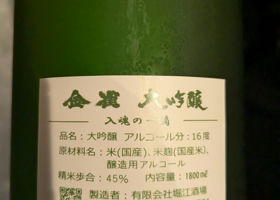 金雀 大吟醸
入魂の一滴
品名：大吟醸 アルコール分：16度
原材料名：米(国産)、米麹(国産米)、
醸造用アルコール
精米歩合：45% 内容量：1800ml
製造者：有限会社堀江酒場